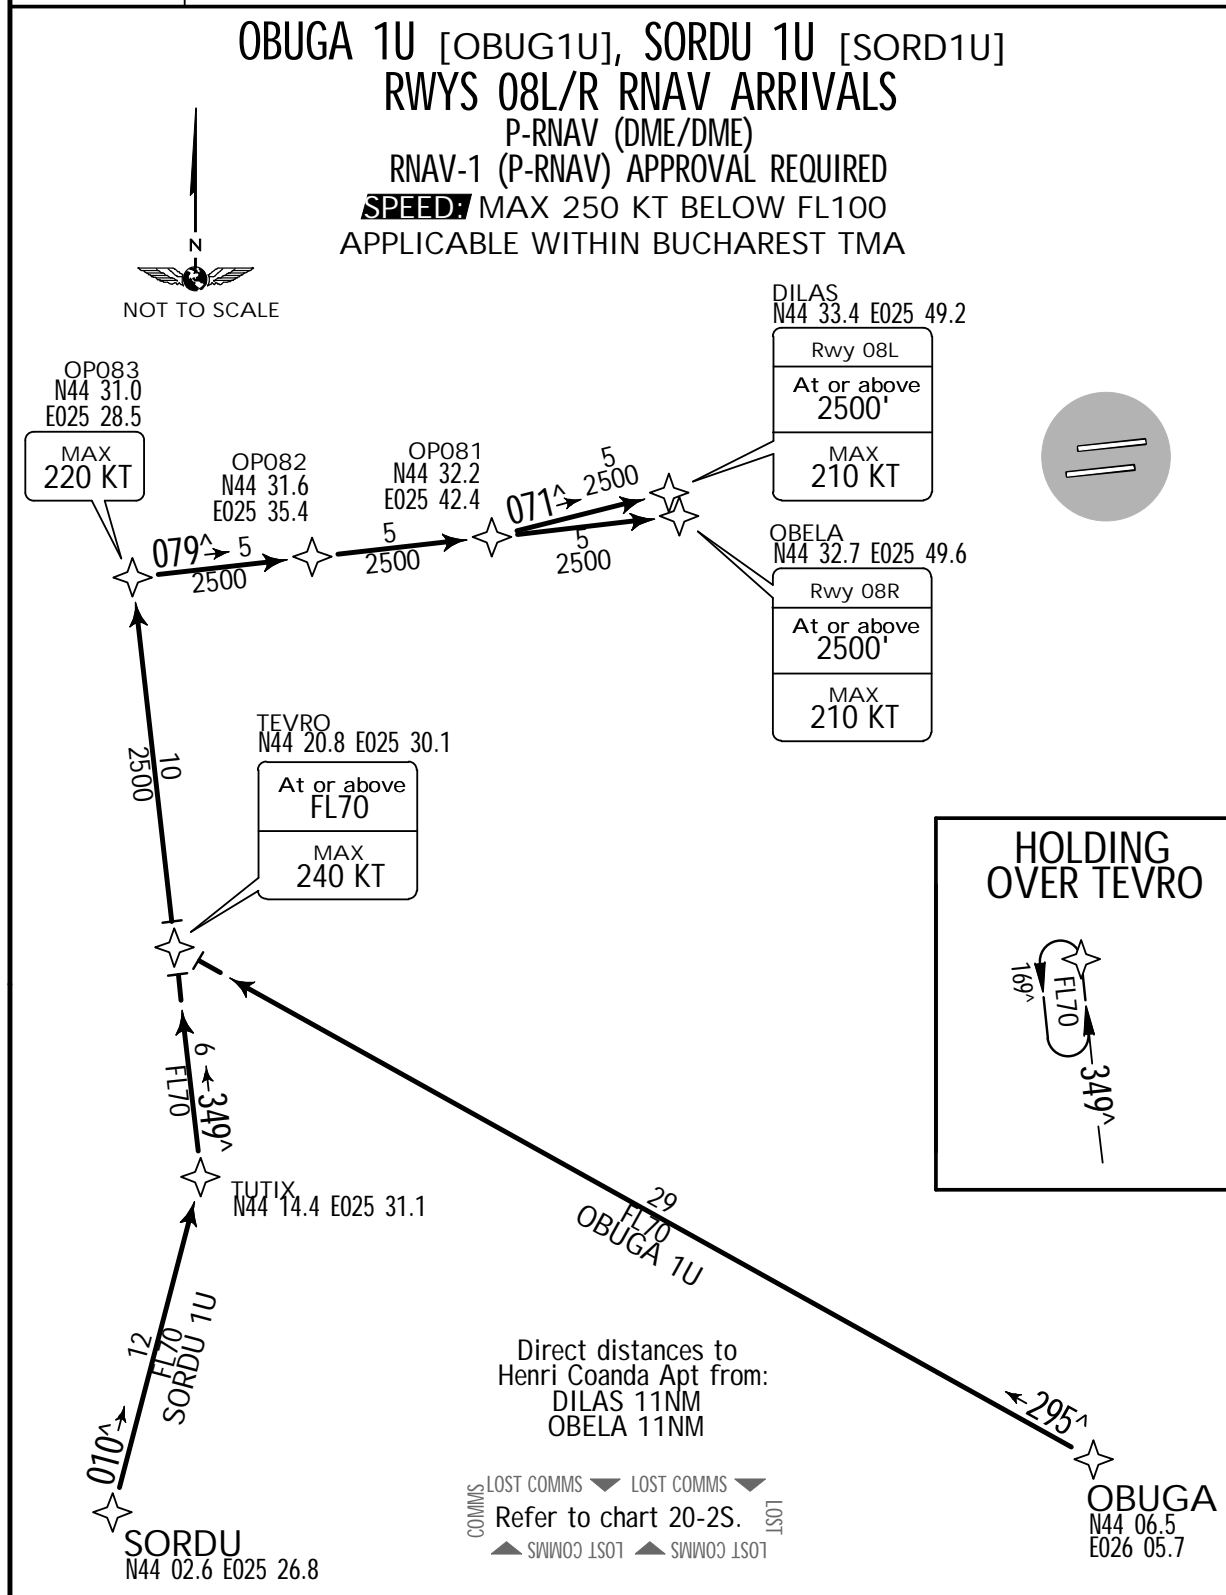 OBUGA 1U [OBUG1U], SORDU 1U [SORD1U]
RWYS 08L/R RNAV ARRIVALS
P-RNAV (DME/DME)
RNAV-1 (P-RNAV) APPROVAL REQUIRED
SPEED: MAX 250 KT BELOW FL100
APPLICABLE WITHIN BUCHAREST TMA
N
NOT TO SCALE
DILAS
N44 33.4 E025 49.2
Rwy 08L
At or above
2500'
MAX
210 KT
OP083
N44 31.0
E025 28.5
MAX
220 KT
OP082
N44 31.6
E025 35.4
OP081
N44 32.2
E025 42.4
079^ 5
2500
5
2500
071^
5
2500
5
2500
OBELA
N44 32.7 E025 49.6
Rwy 08R
At or above
2500'
MAX
210 KT
10
2500
TEVRO
N44 20.8 E025 30.1
At or above
FL70
MAX
240 KT
HOLDING
OVER TEVRO
169^
FL70
349^
6
349^
FL70
TUTIX
N44 14.4 E025 31.1
29
FL70
OBUGA 1U
12
FL70
SORDU 1U
010^
Direct distances to
Henri Coanda Apt from:
DILAS 11NM
OBELA 11NM
295^
LOST COMMS LOST COMMS
COMMS
Refer to chart 20-2S.
LOST
LOST COMMS LOST COMMS
OBUGA
N44 06.5
E026 05.7
SORDU
N44 02.6 E025 26.8